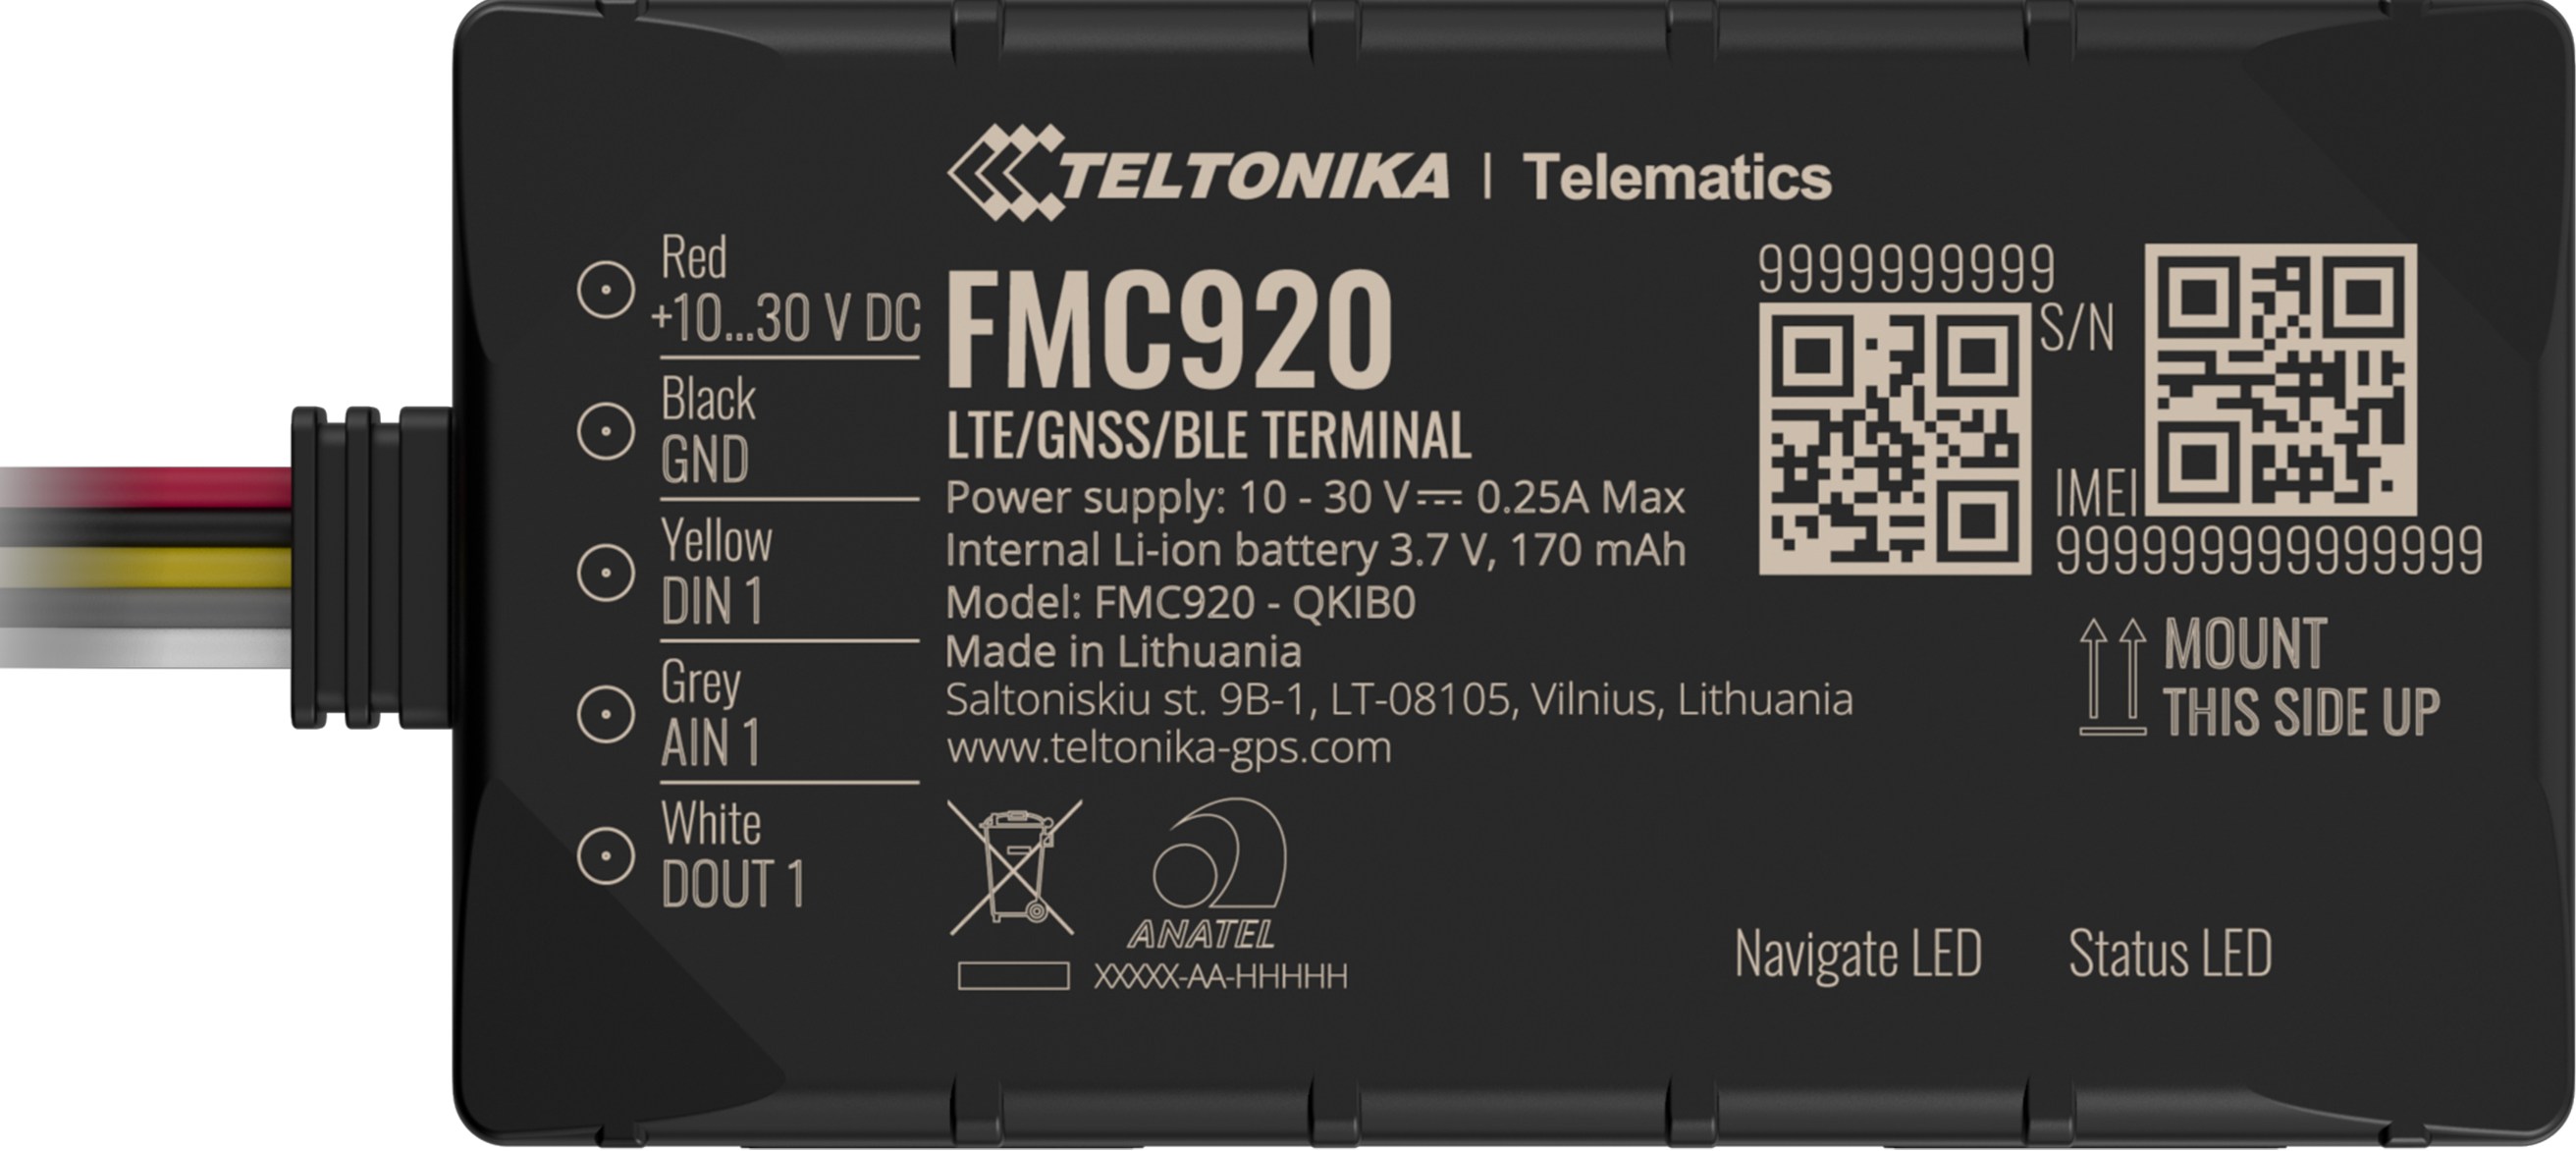 TELTONIKA | Telematics
Red
+10...30 V DC
Black
GND
Yellow
DIN 1
Grey
AIN 1
White
DOUT 1
FMC920
LTE/GNSS/BLE TERMINAL
Power supply: 10 - 30 V⎓ 0.25A Max
Internal Li-ion battery 3.7 V, 170 mAh
Model: FMC920 - QKIB0
Made in Lithuania
Saltoniskiu st. 9B-1, LT-08105, Vilnius, Lithuania
www.teltonika-gps.com
ANATEL
XXXXX-AA-HHHHH
9999999999
S/N
IMEI
999999999999999
MOUNT
THIS SIDE UP
Navigate LED
Status LED